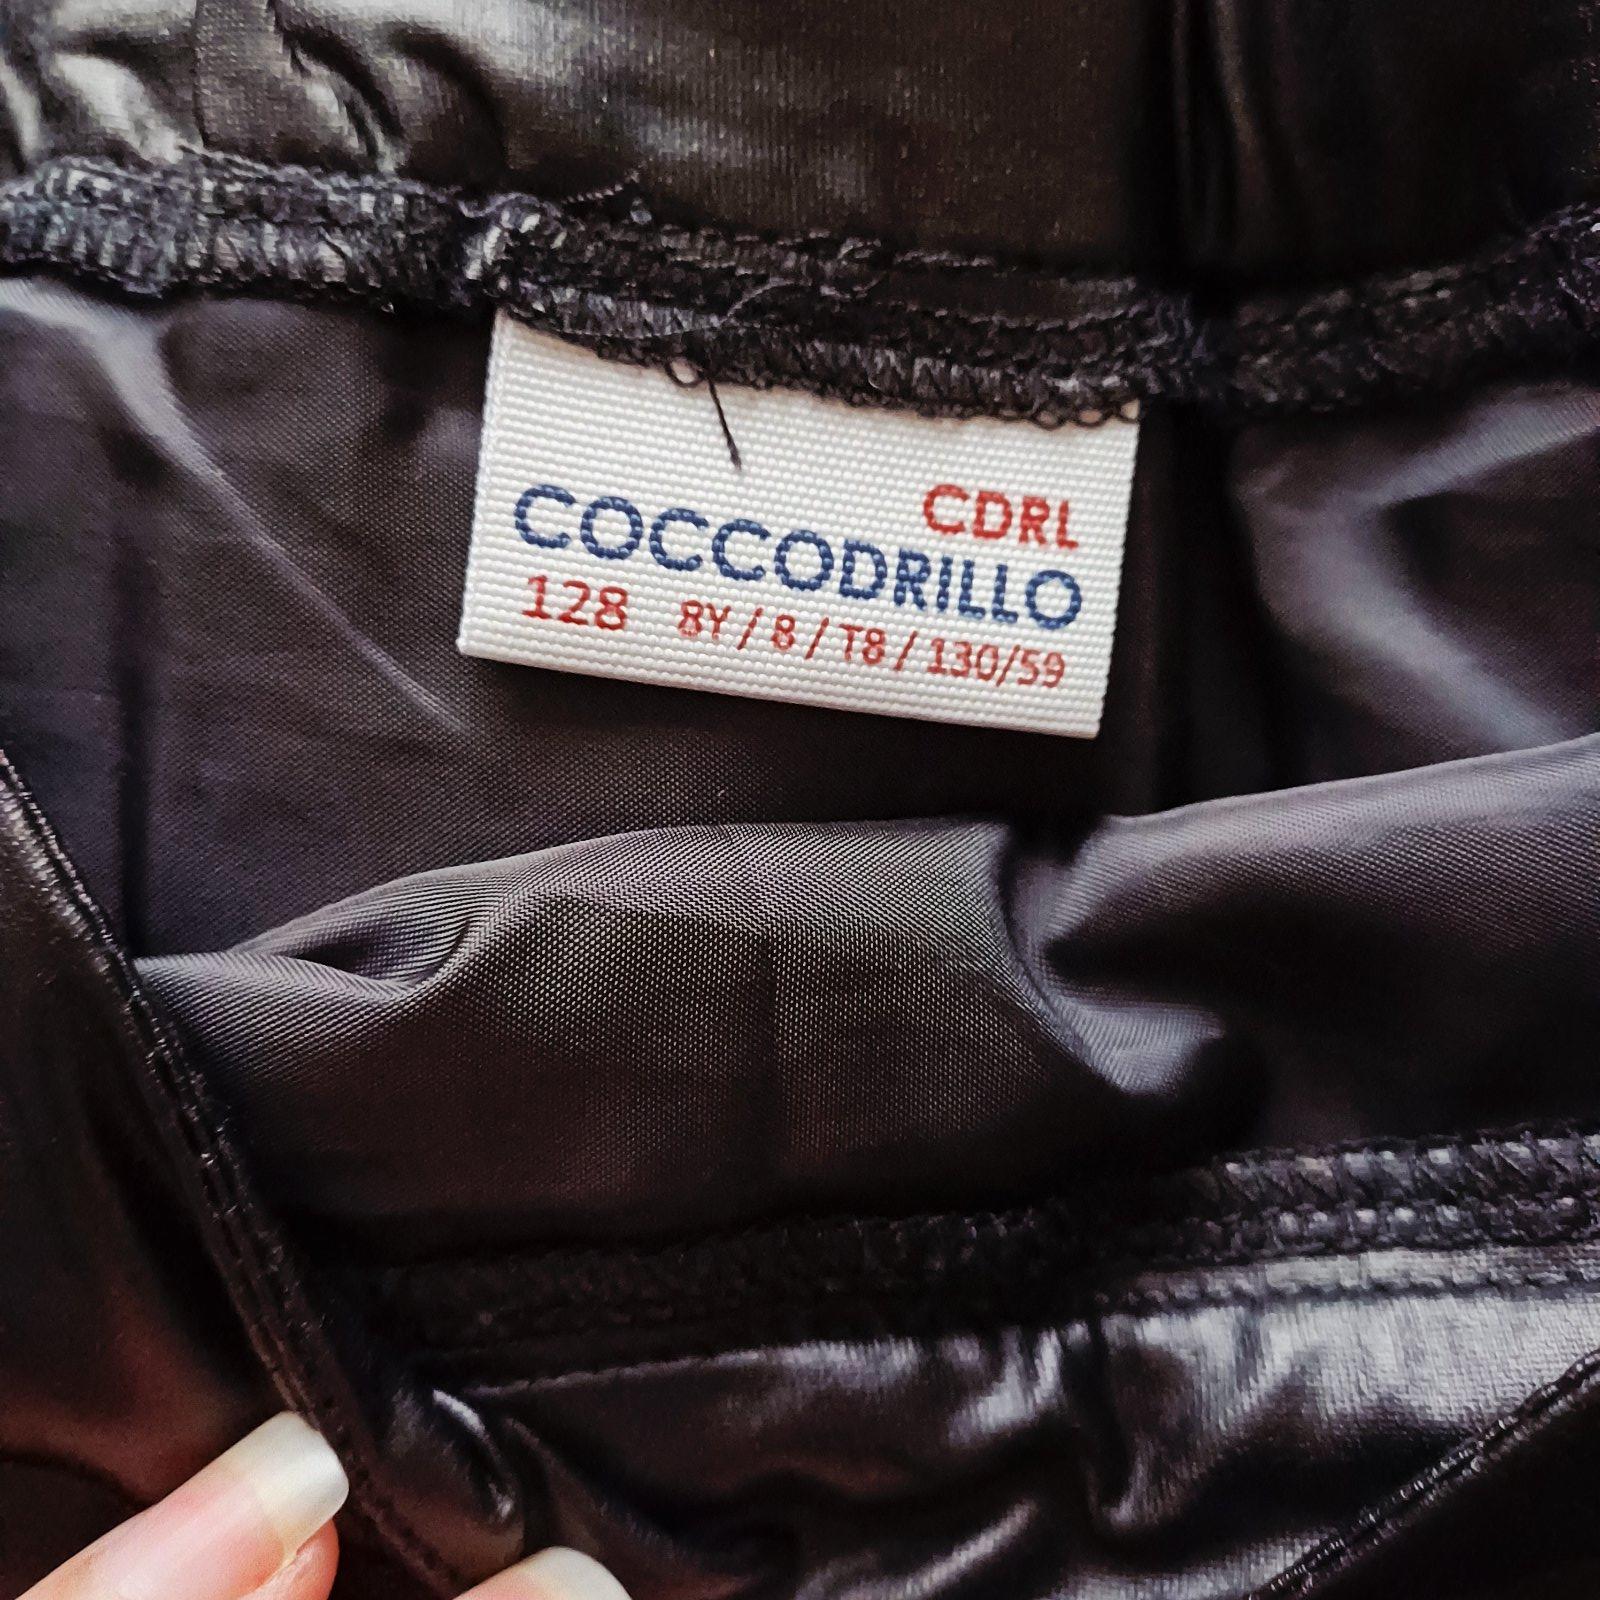 CDRL
COCCODRILLO
128 8Y / 8 / T8 / 130/59